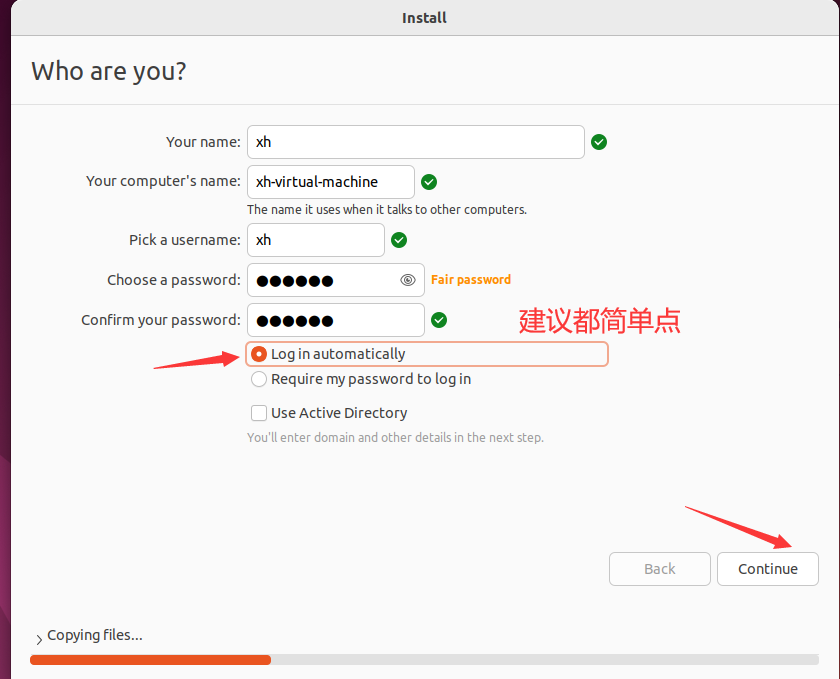 Install
Who are you?
Your name: xh
Your computer's name: xh-virtual-machine
The name it uses when it talks to other computers.
Pick a username: xh
Choose a password: ●●●●●● Fair password
Confirm your password: ●●●●●●
建议都简单点
Log in automatically
Require my password to log in
Use Active Directory
You'll enter domain and other details in the next step.
Back Continue
Copying files...